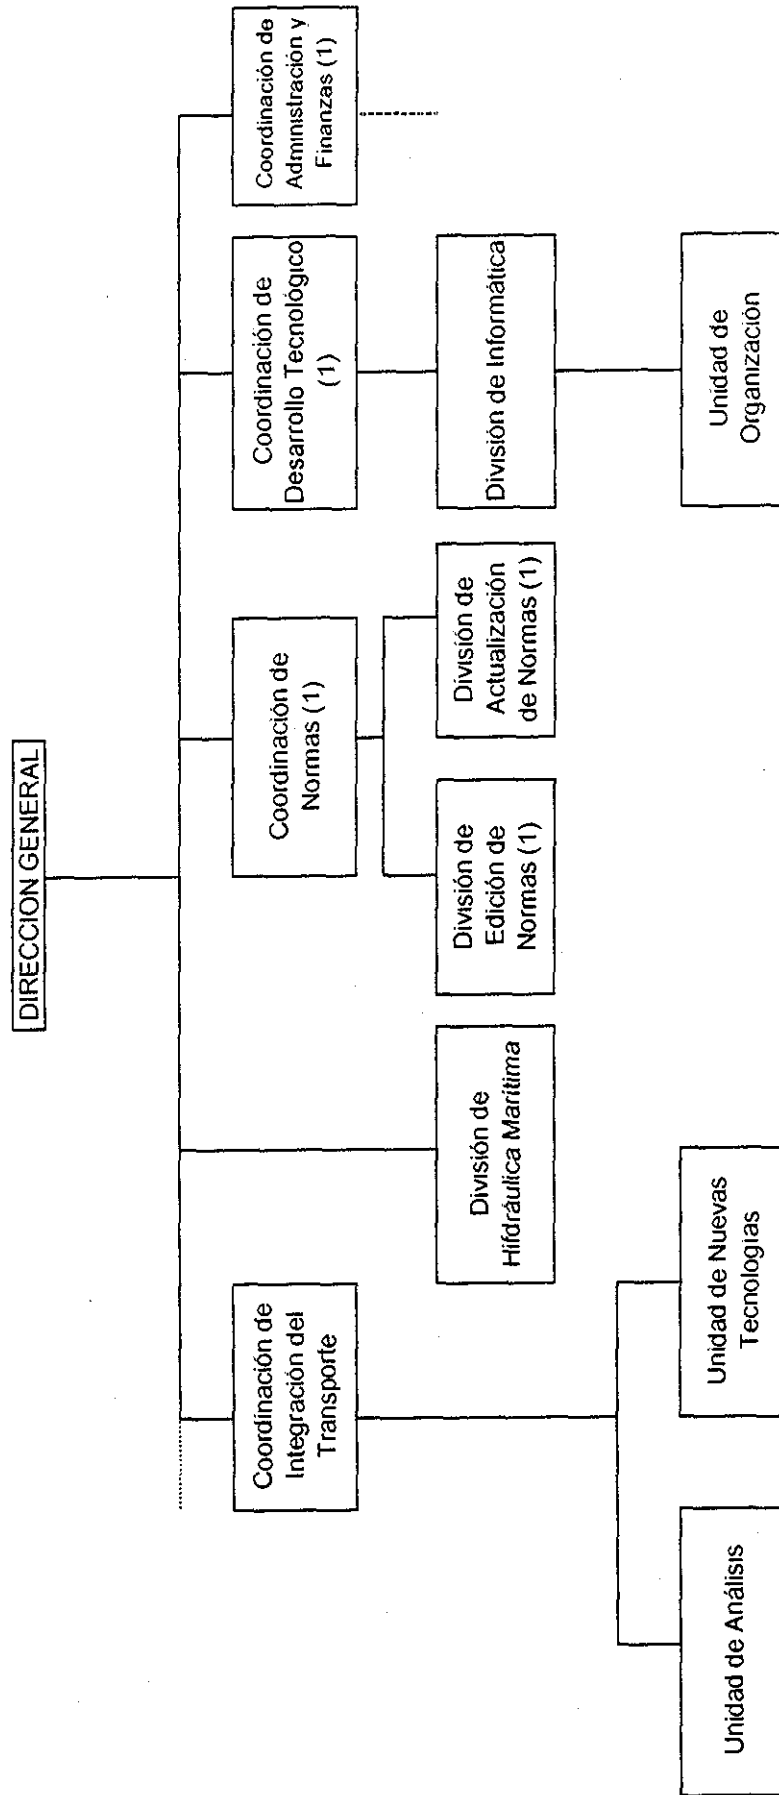 DIRECCION GENERAL
Coordinación de
Integración del
Transporte
Coordinación de
Normas (1)
Coordinación de
Desarrollo Tecnológico
(1)
Coordinación de
Administración y
Finanzas (1)
División de
Hifdráulica Marítima
División de
Edición de
Normas (1)
División de
Actualización
de Normas (1)
División de Informática
Unidad de Análisis
Unidad de Nuevas
Tecnologías
Unidad de
Organización